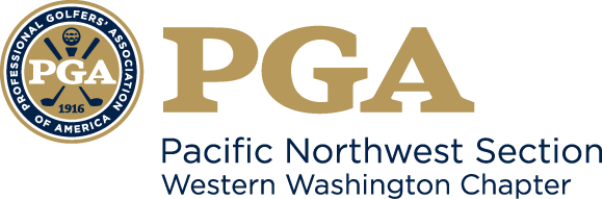 PROFESSIONAL GOLFERS' ASSOCIATION
PGA
1916
OF AMERICA
PGA
Pacific Northwest Section
Western Washington Chapter